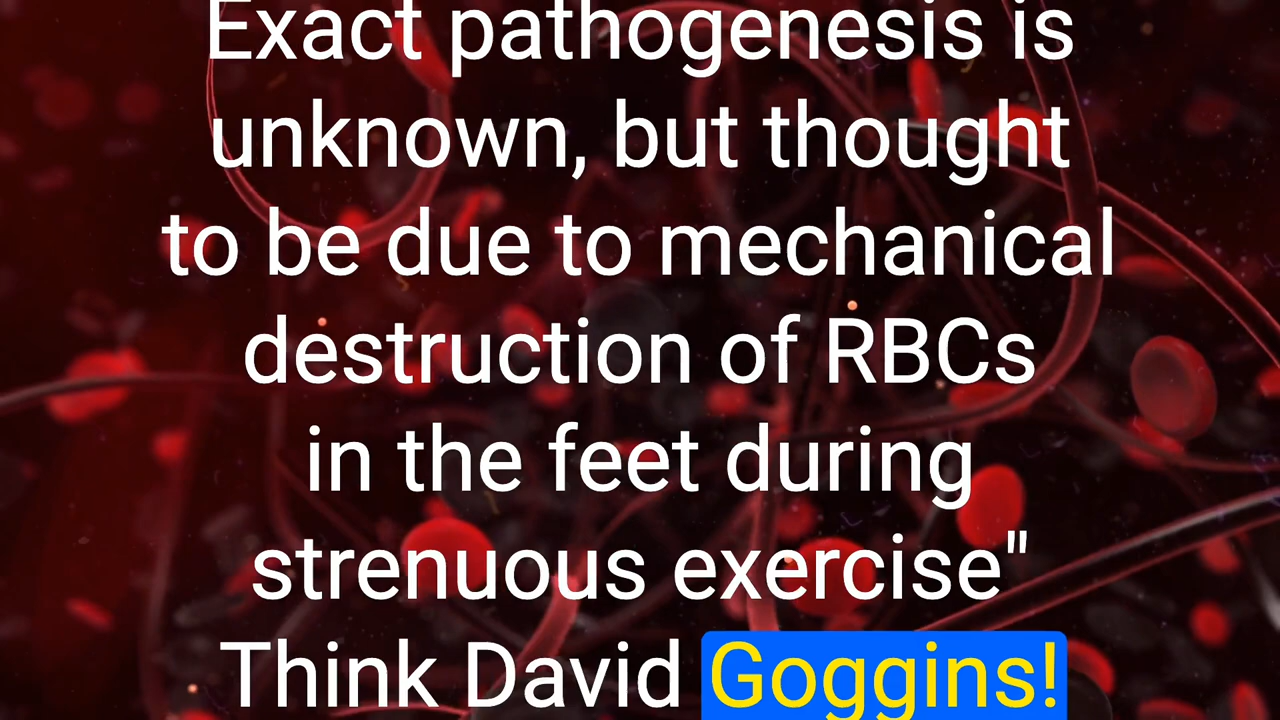 Exact pathogenesis is
unknown, but thought
to be due to mechanical
destruction of RBCs
in the feet during
strenuous exercise"
Think David Goggins!